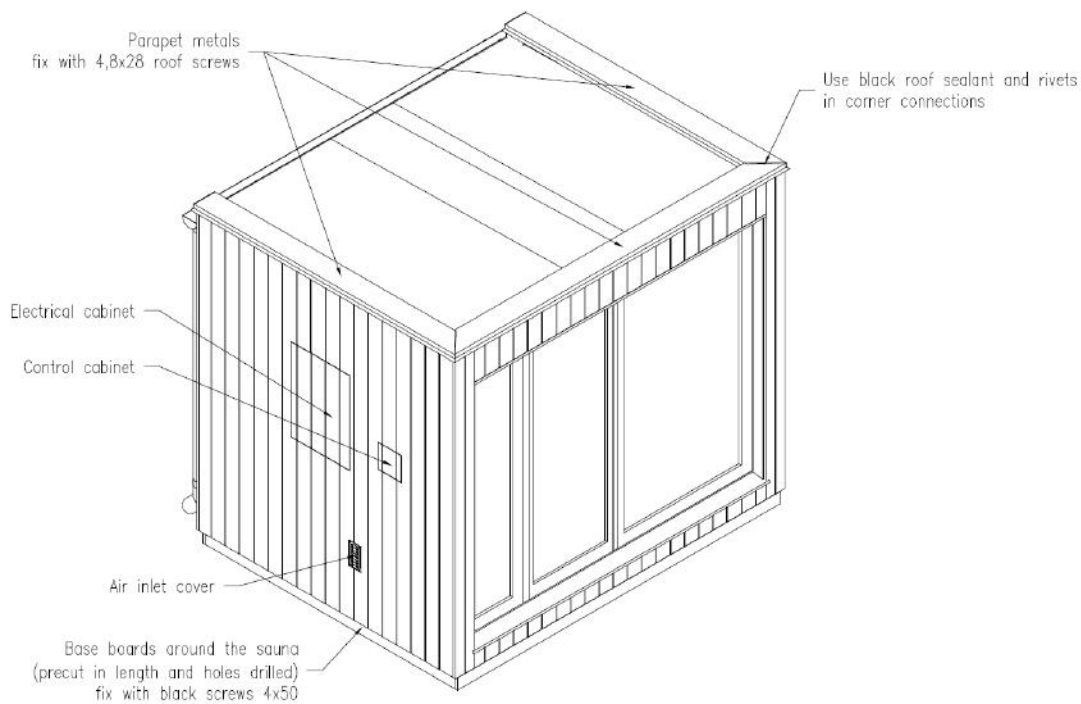 Parapet metals
fix with 4,8x28 roof screws
Use black roof sealant and rivets
in corner connections
Electrical cabinet
Control cabinet
Air inlet cover
Base boards around the sauna
(precut in length and holes drilled)
fix with black screws 4x50